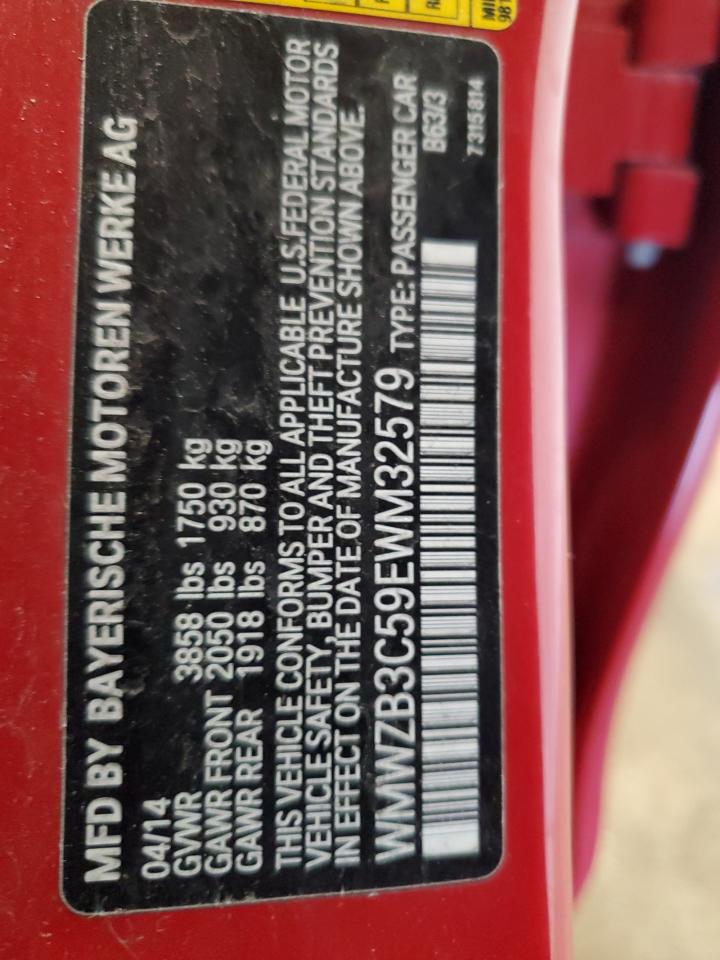 MFD BY BAYERISCHE MOTOREN WERKE AG
04/14
GVWR 3858 lbs 1750 kg
GAWR FRONT 2050 lbs 930 kg
GAWR REAR 1918 lbs 870 kg
THIS VEHICLE CONFORMS TO ALL APPLICABLE U.S.FEDERAL MOTOR
VEHICLE SAFETY, BUMPER AND THEFT PREVENTION STANDARDS
IN EFFECT ON THE DATE OF MANUFACTURE SHOWN ABOVE.
WMWZB3C59EWM32579 TYPE: PASSENGER CAR
B63/3
7315814